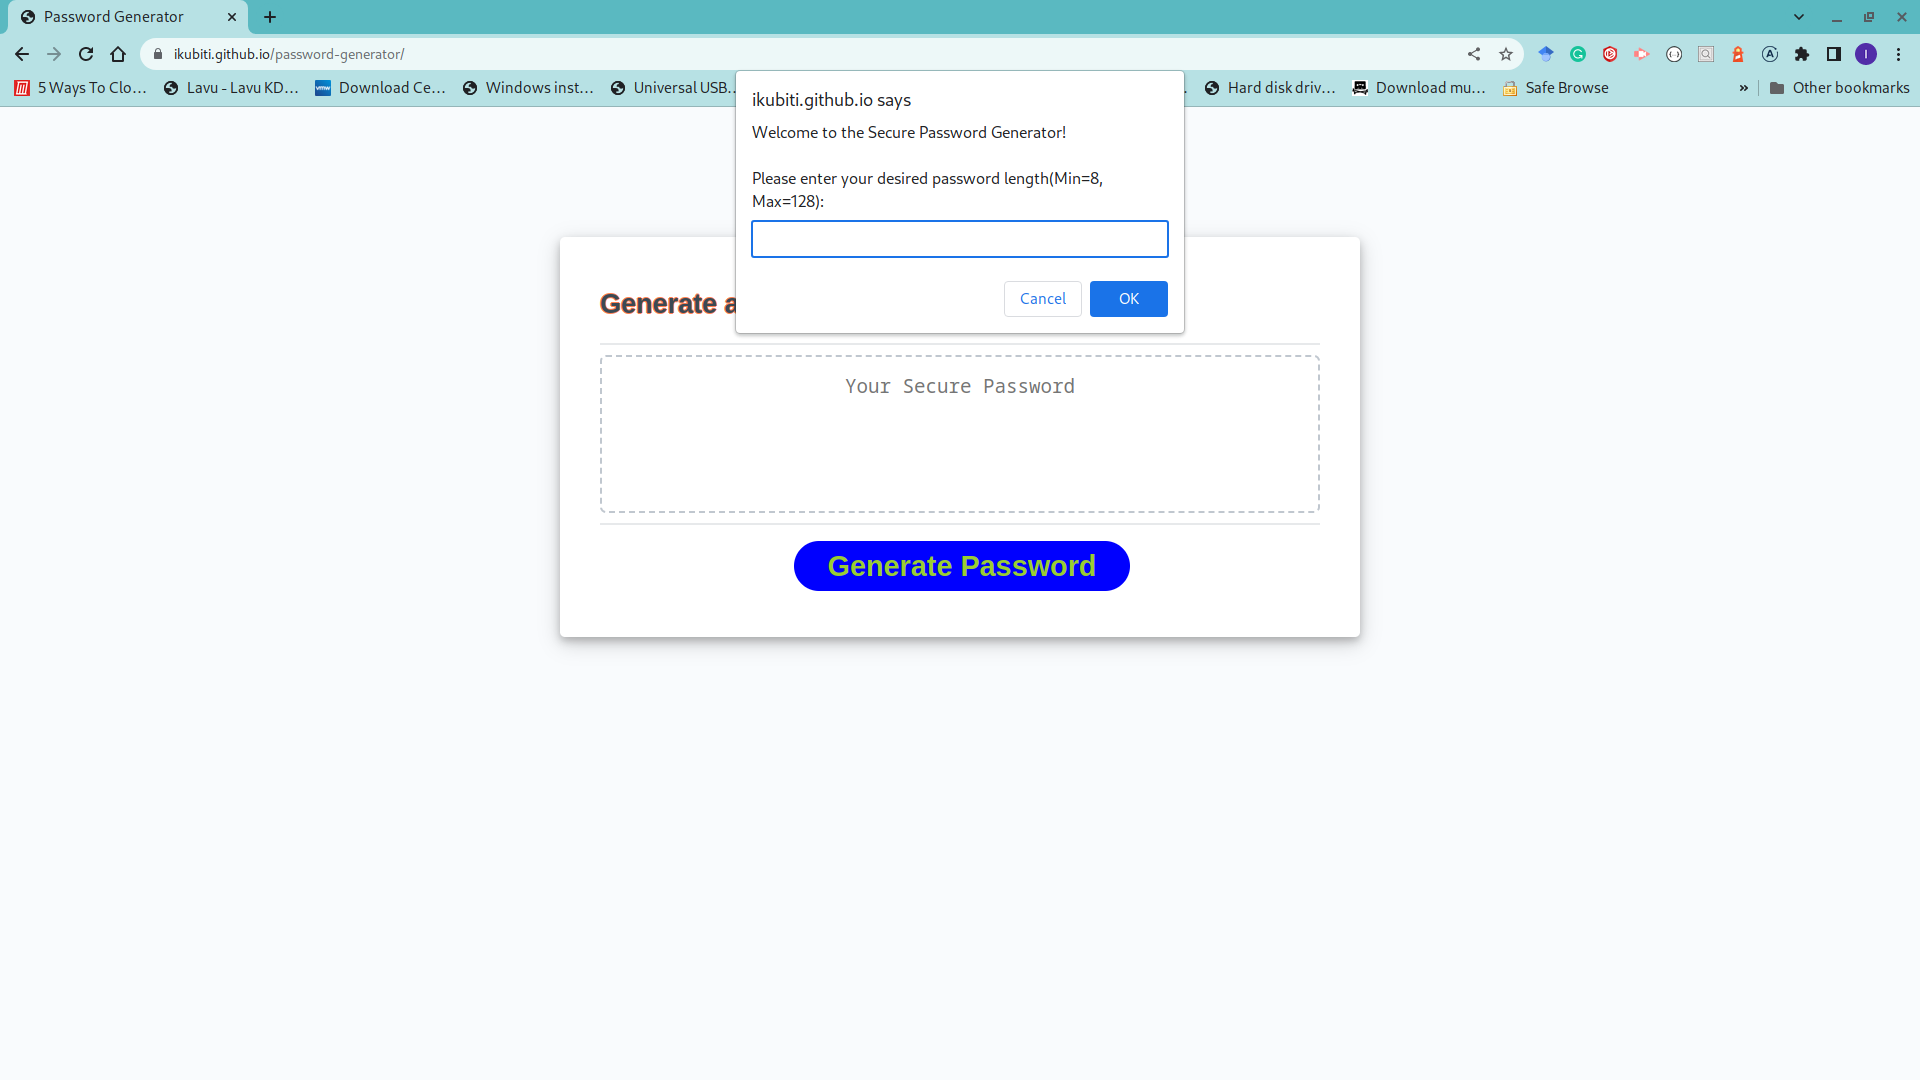 Password Generator
ikubiti.github.io/password-generator/
5 Ways To Clo...
Lavu - Lavu KD...
Download Ce...
Windows inst...
Universal USB...
Hard disk driv...
Download mu...
Safe Browse
»
Other bookmarks
ikubiti.github.io says
Welcome to the Secure Password Generator!
Please enter your desired password length(Min=8,
Max=128):
Cancel
OK
Generate a
Your Secure Password
Generate Password